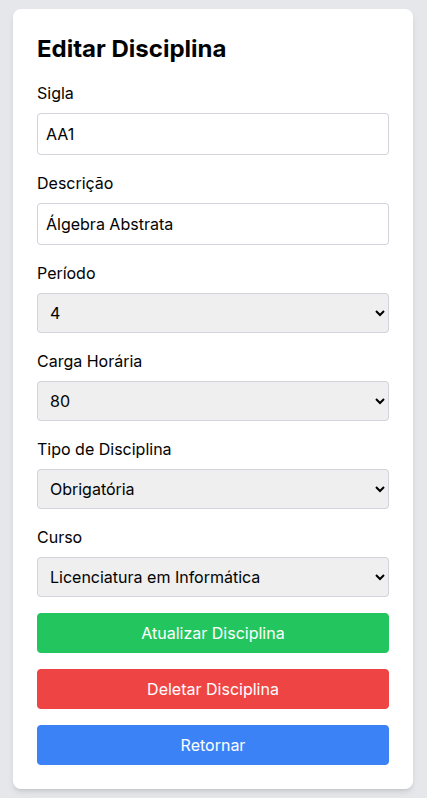 Editar Disciplina
Sigla
AA1
Descrição
Álgebra Abstrata
Período
4
Carga Horária
80
Tipo de Disciplina
Obrigatória
Curso
Licenciatura em Informática
Atualizar Disciplina
Deletar Disciplina
Retornar